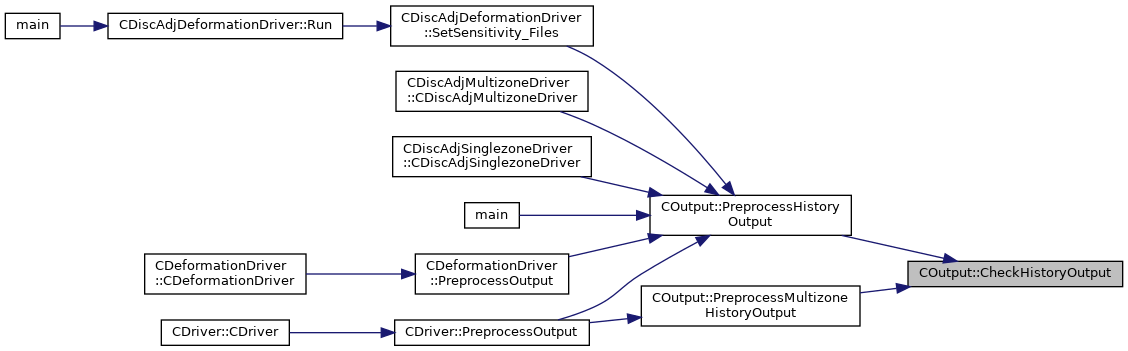 main
CDiscAdjDeformationDriver::Run
CDiscAdjDeformationDriver
::SetSensitivity_Files
CDiscAdjMultizoneDriver
::CDiscAdjMultizoneDriver
CDiscAdjSinglezoneDriver
::CDiscAdjSinglezoneDriver
main
COutput::PreprocessHistory
Output
CDeformationDriver
::CDeformationDriver
CDeformationDriver
::PreprocessOutput
COutput::CheckHistoryOutput
COutput::PreprocessMultizone
HistoryOutput
CDriver::CDriver
CDriver::PreprocessOutput